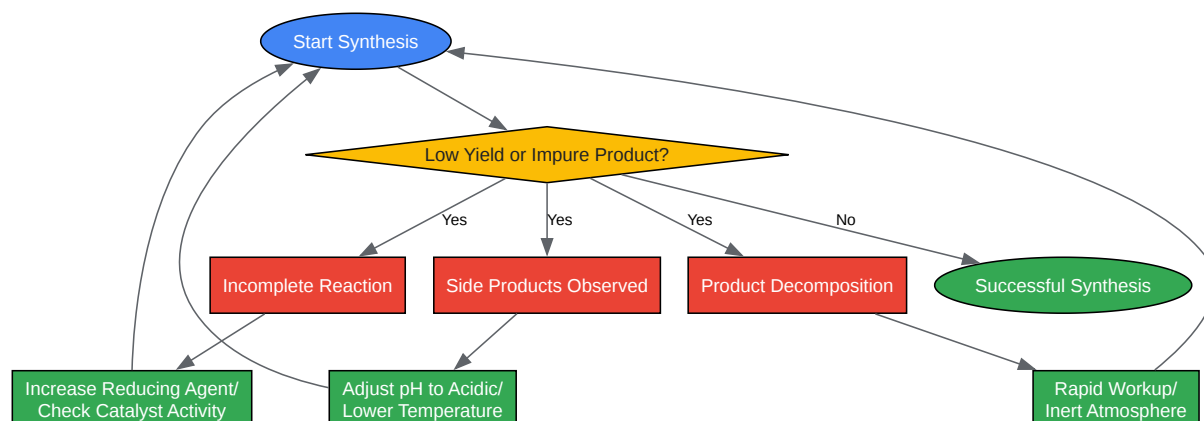 Start Synthesis
Low Yield or Impure Product?
Yes
Yes
Yes
No
Incomplete Reaction
Side Products Observed
Product Decomposition
Successful Synthesis
Increase Reducing Agent/
Check Catalyst Activity
Adjust pH to Acidic/
Lower Temperature
Rapid Workup/
Inert Atmosphere